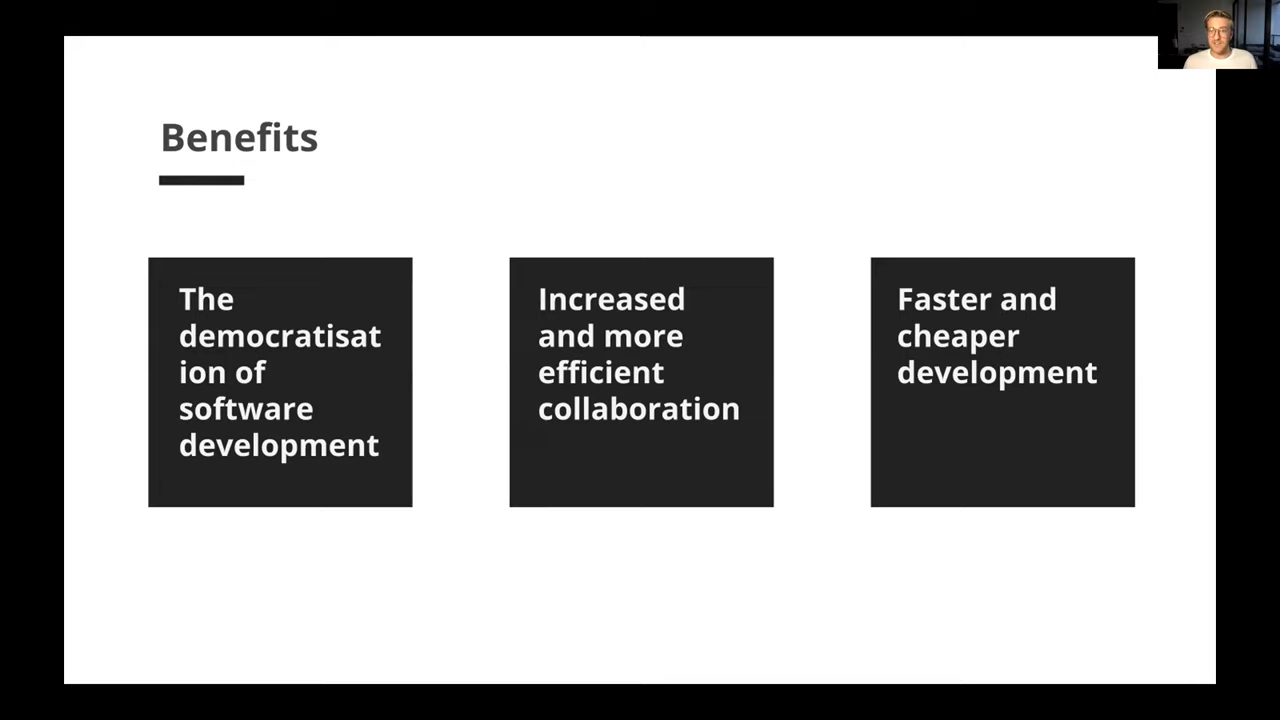 Benefits
The
democratisat
ion of
software
development
Increased
and more
efficient
collaboration
Faster and
cheaper
development